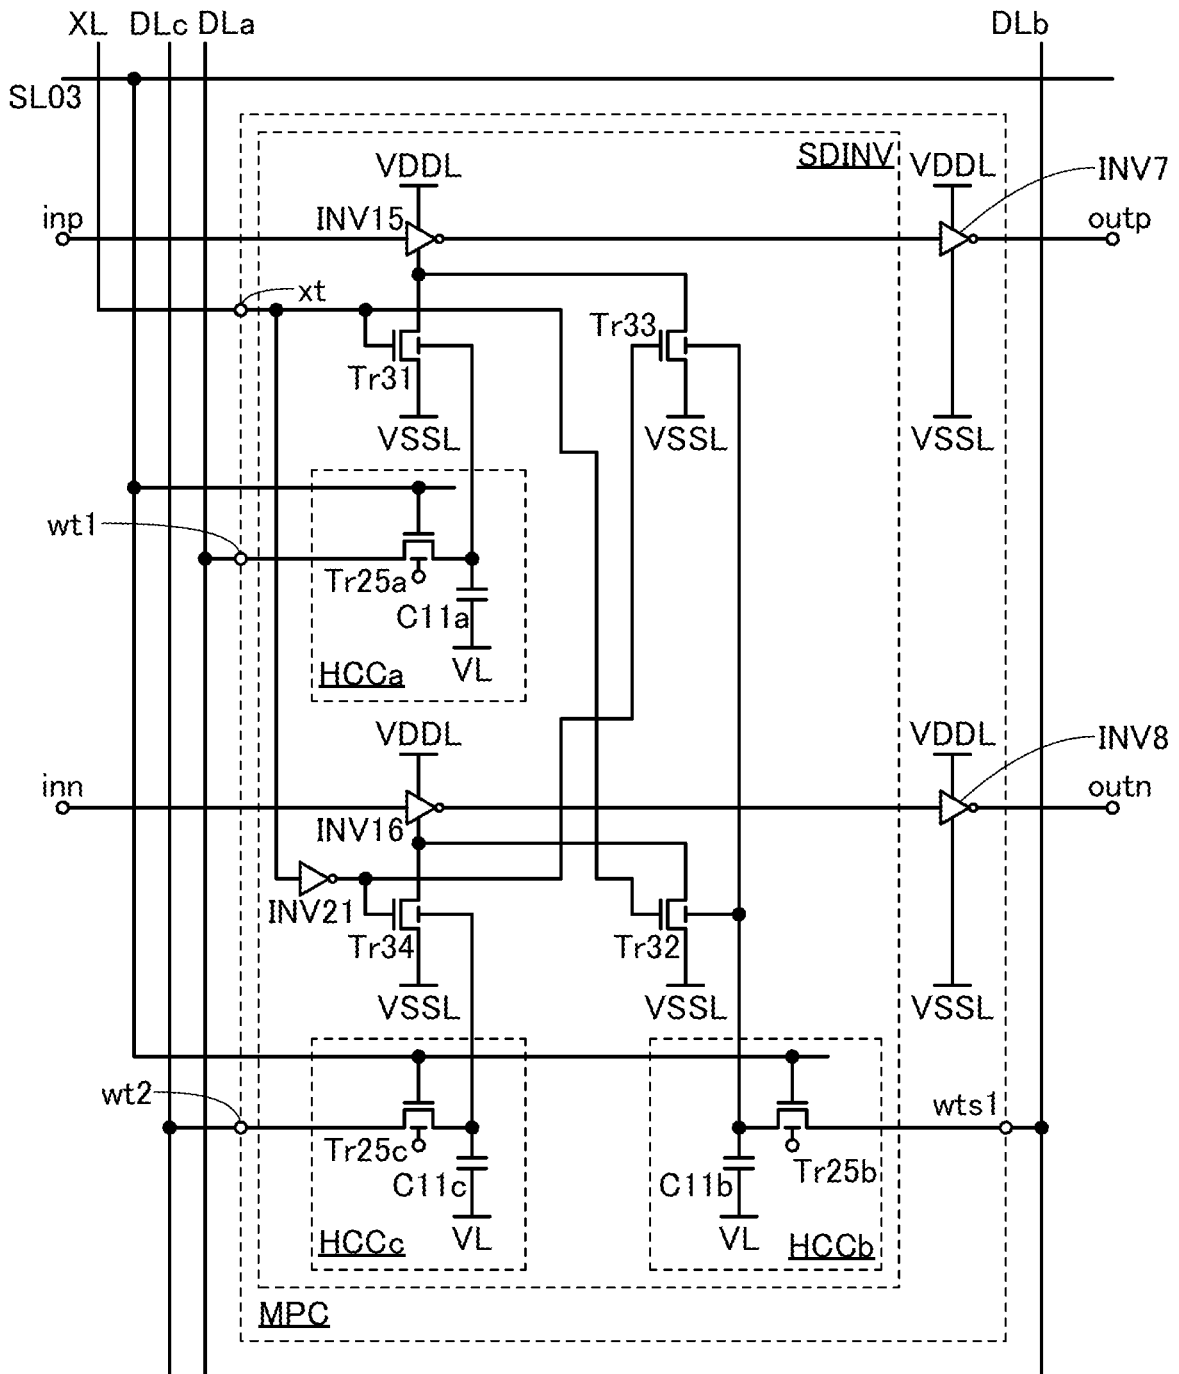 XL DLc DLa DLb
SL03
SDINV
VDDL VDDL INV7
inp INV15 outp
xt
Tr33
Tr31
VSSL VSSL VSSL
wt1
Tr25a
C11a
HCCa VL
VDDL VDDL INV8
inn outn
INV16
INV21
Tr34 Tr32
VSSL VSSL VSSL
wt2 wts1
Tr25c Tr25b
C11c C11b
HCCc VL VL HCCb
MPC